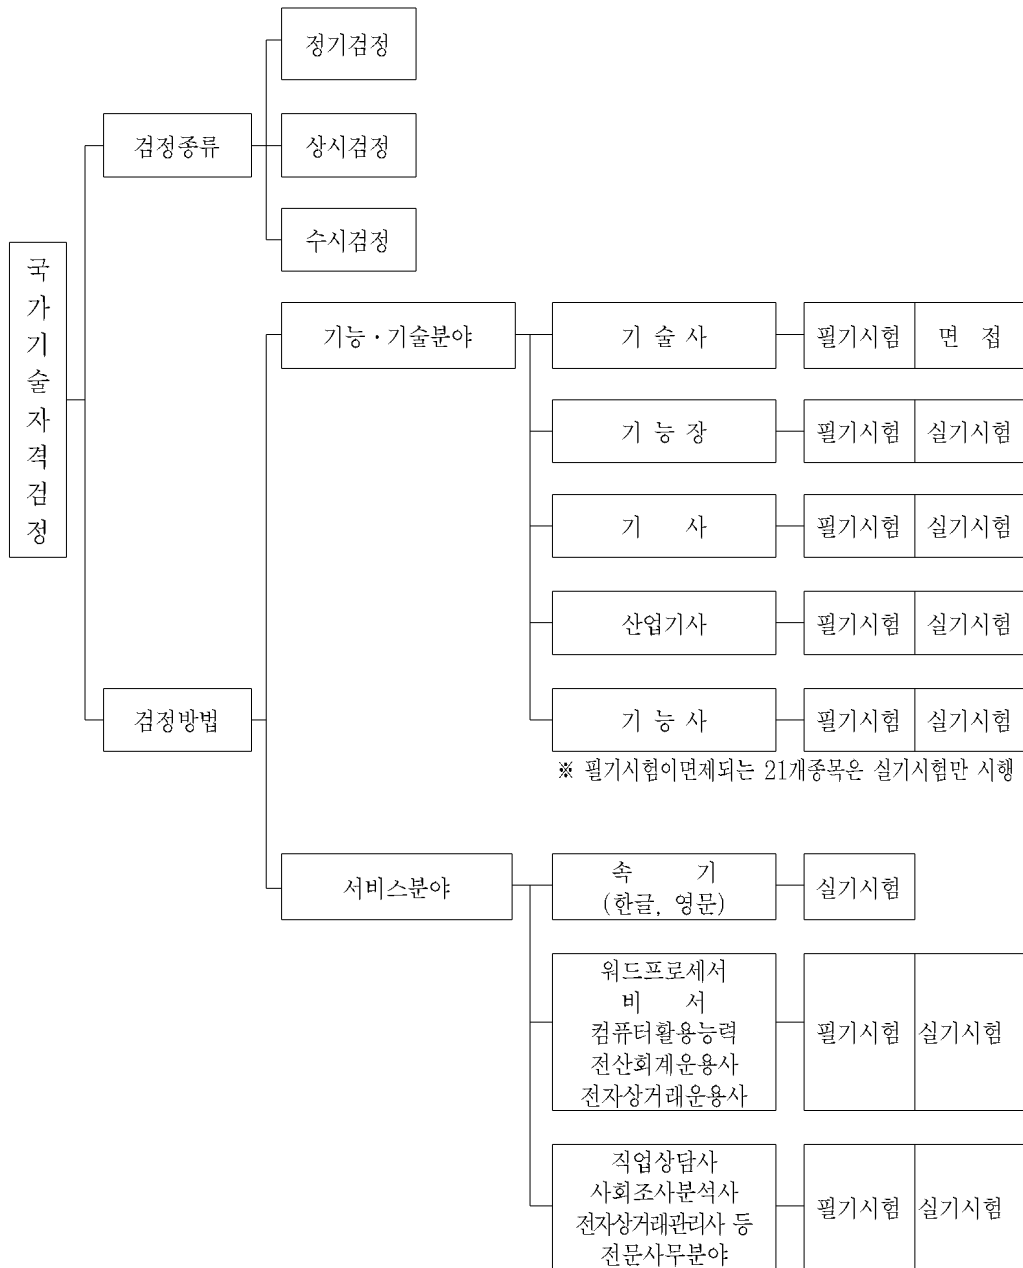 정기검정
검정종류
상시검정
수시검정
국가기술자격검정
기능·기술분야
기 술 사
필기시험
면 접
기 능 장
필기시험
실기시험
기 사
필기시험
실기시험
산업기사
필기시험
실기시험
검정방법
기 능 사
필기시험
실기시험
※ 필기시험이면제되는 21개종목은 실기시험만 시행
서비스분야
속 기
(한글, 영문)
실기시험
워드프로세서
비 서
컴퓨터활용능력
전산회계운용사
전자상거래운용사
필기시험
실기시험
직업상담사
사회조사분석사
전자상거래관리사 등
전문사무분야
필기시험
실기시험